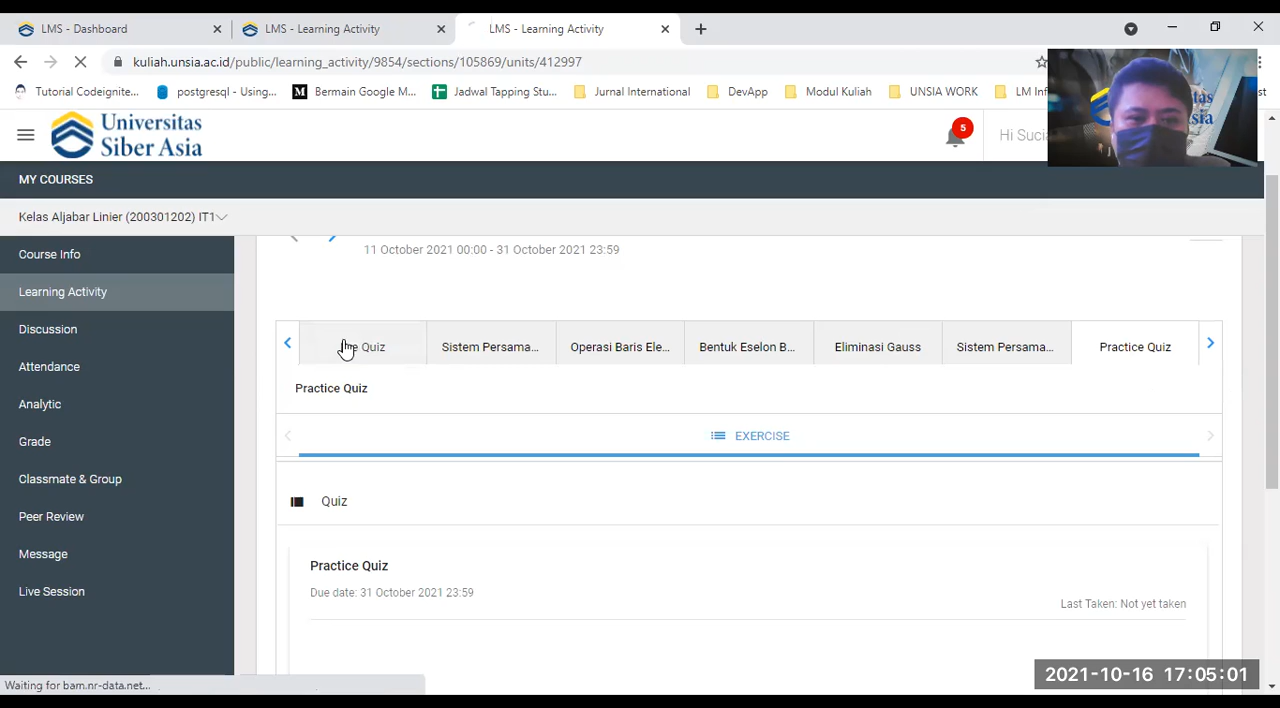 LMS - Dashboard
LMS - Learning Activity
LMS - Learning Activity
kuliah.unsia.ac.id/public/learning_activity/9854/sections/102069/units/412997
Tutorial Codeignite...
postgresql - Using...
Bermain Google M...
Jadwal Tapping Stu...
Jurnal International
DevApp
Modul Kuliah
UNSIA WORK
LM Inf
st
Universitas
Siber Asia
5
Hi Sucia
MY COURSES
Kelas Aljabar Linier (200301202) IT1
Course Info
Learning Activity
Discussion
Attendance
Analytic
Grade
Classmate & Group
Peer Review
Message
Live Session
11 October 2021 00:00 - 31 October 2021 23:59
Quiz
Sistem Persama...
Operasi Baris Ele...
Bentuk Eselon B...
Eliminasi Gauss
Sistem Persama...
Practice Quiz
Practice Quiz
EXERCISE
Quiz
Practice Quiz
Due date: 31 October 2021 23:59
Last Taken: Not yet taken
Waiting for bam.nr-data.net...
2021-10-16 17:05:01